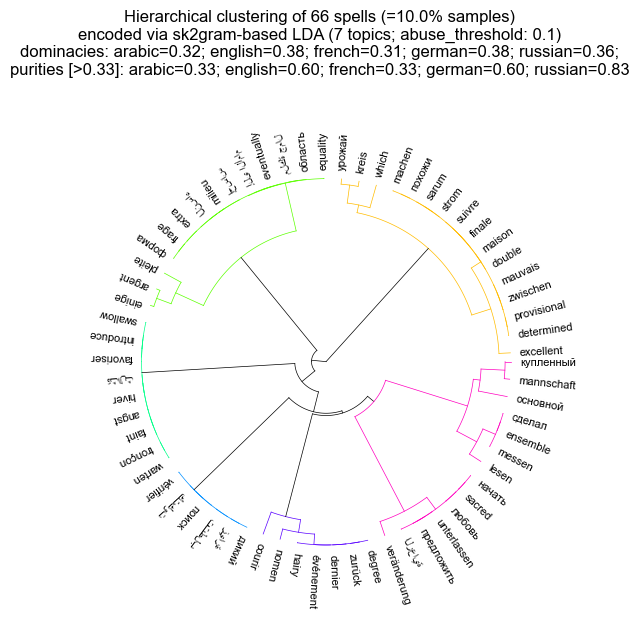 Hierarchical clustering of 66 spells (=10.0% samples)
encoded via sk2gram-based LDA (7 topics; abuse_threshold: 0.1)
dominacies: arabic=0.32; english=0.38; french=0.31; german=0.38; russian=0.36;
purities [>0.33]: arabic=0.33; english=0.60; french=0.33; german=0.60; russian=0.83
equality
урожай
kreis
which
machen
похожи
sarum
strom
suivre
finale
maison
double
mauvais
zwischen
provisional
determined
excellent
купленный
mannschaft
основной
сделал
ensemble
messen
lesen
начать
sacred
любовь
unterlassen
предложить
veränderung
degree
zurück
dernier
événement
hairy
nomen
courir
дикий
поиск
vérifier
warten
tronçon
faint
angst
hiver
favoriser
introduce
swallow
einige
argent
pleite
форма
frage
extra
milieu
eventually
область